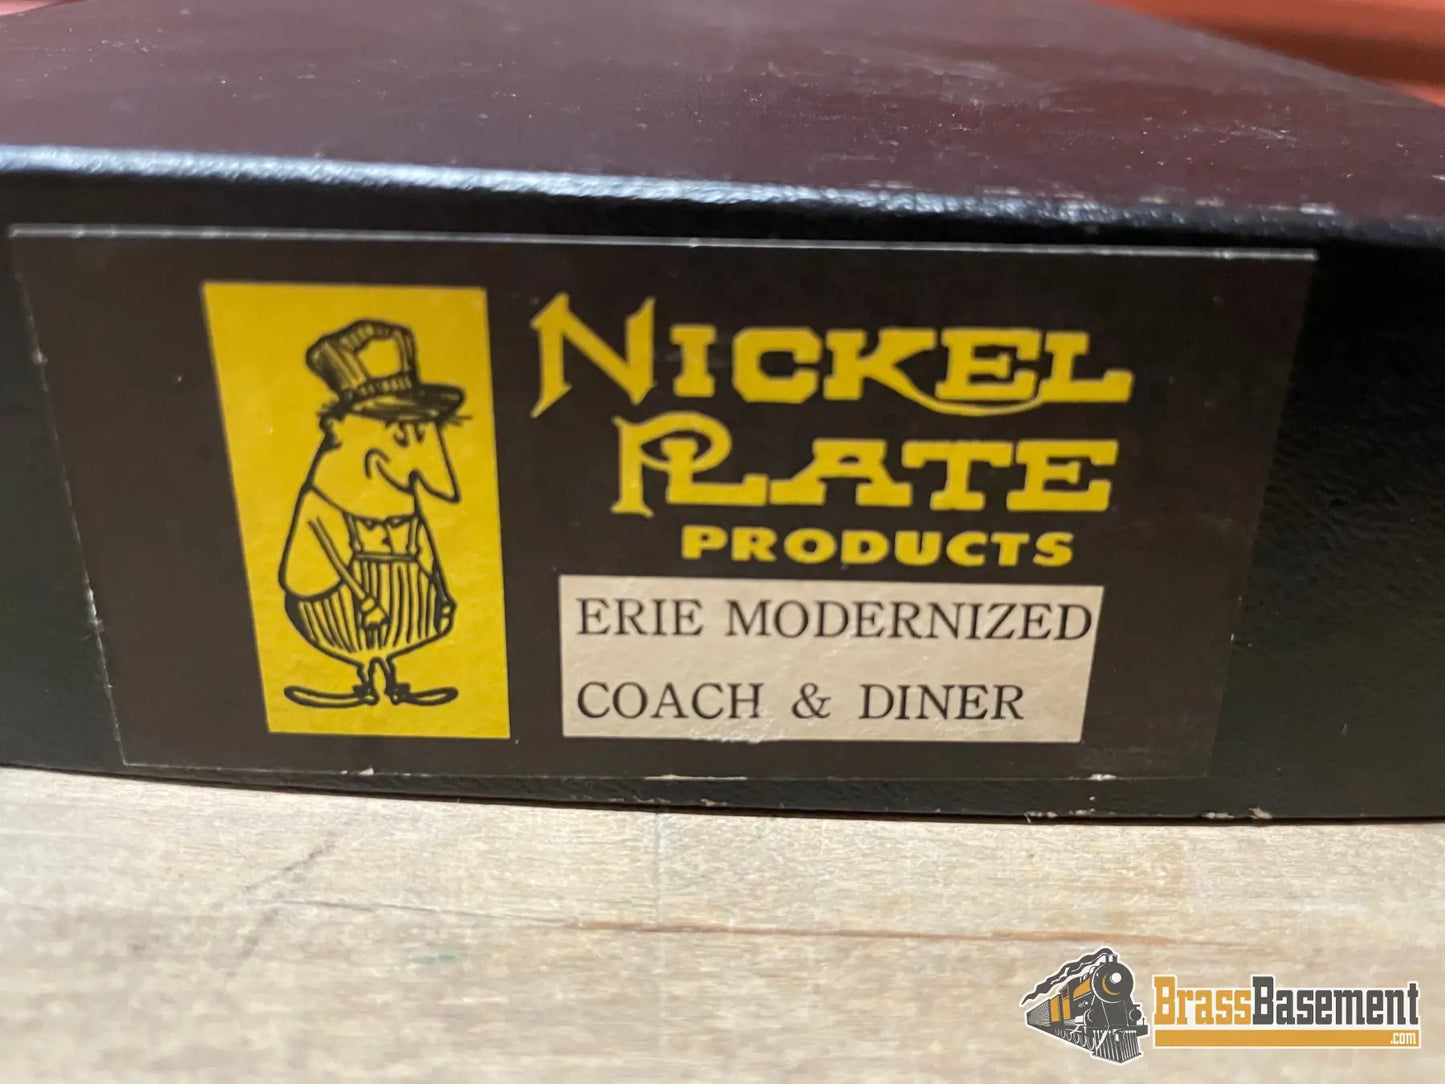 NICKEL
PLATE
PRODUCTS
ERIE MODERNIZED
COACH & DINER
BrassBasement
.com